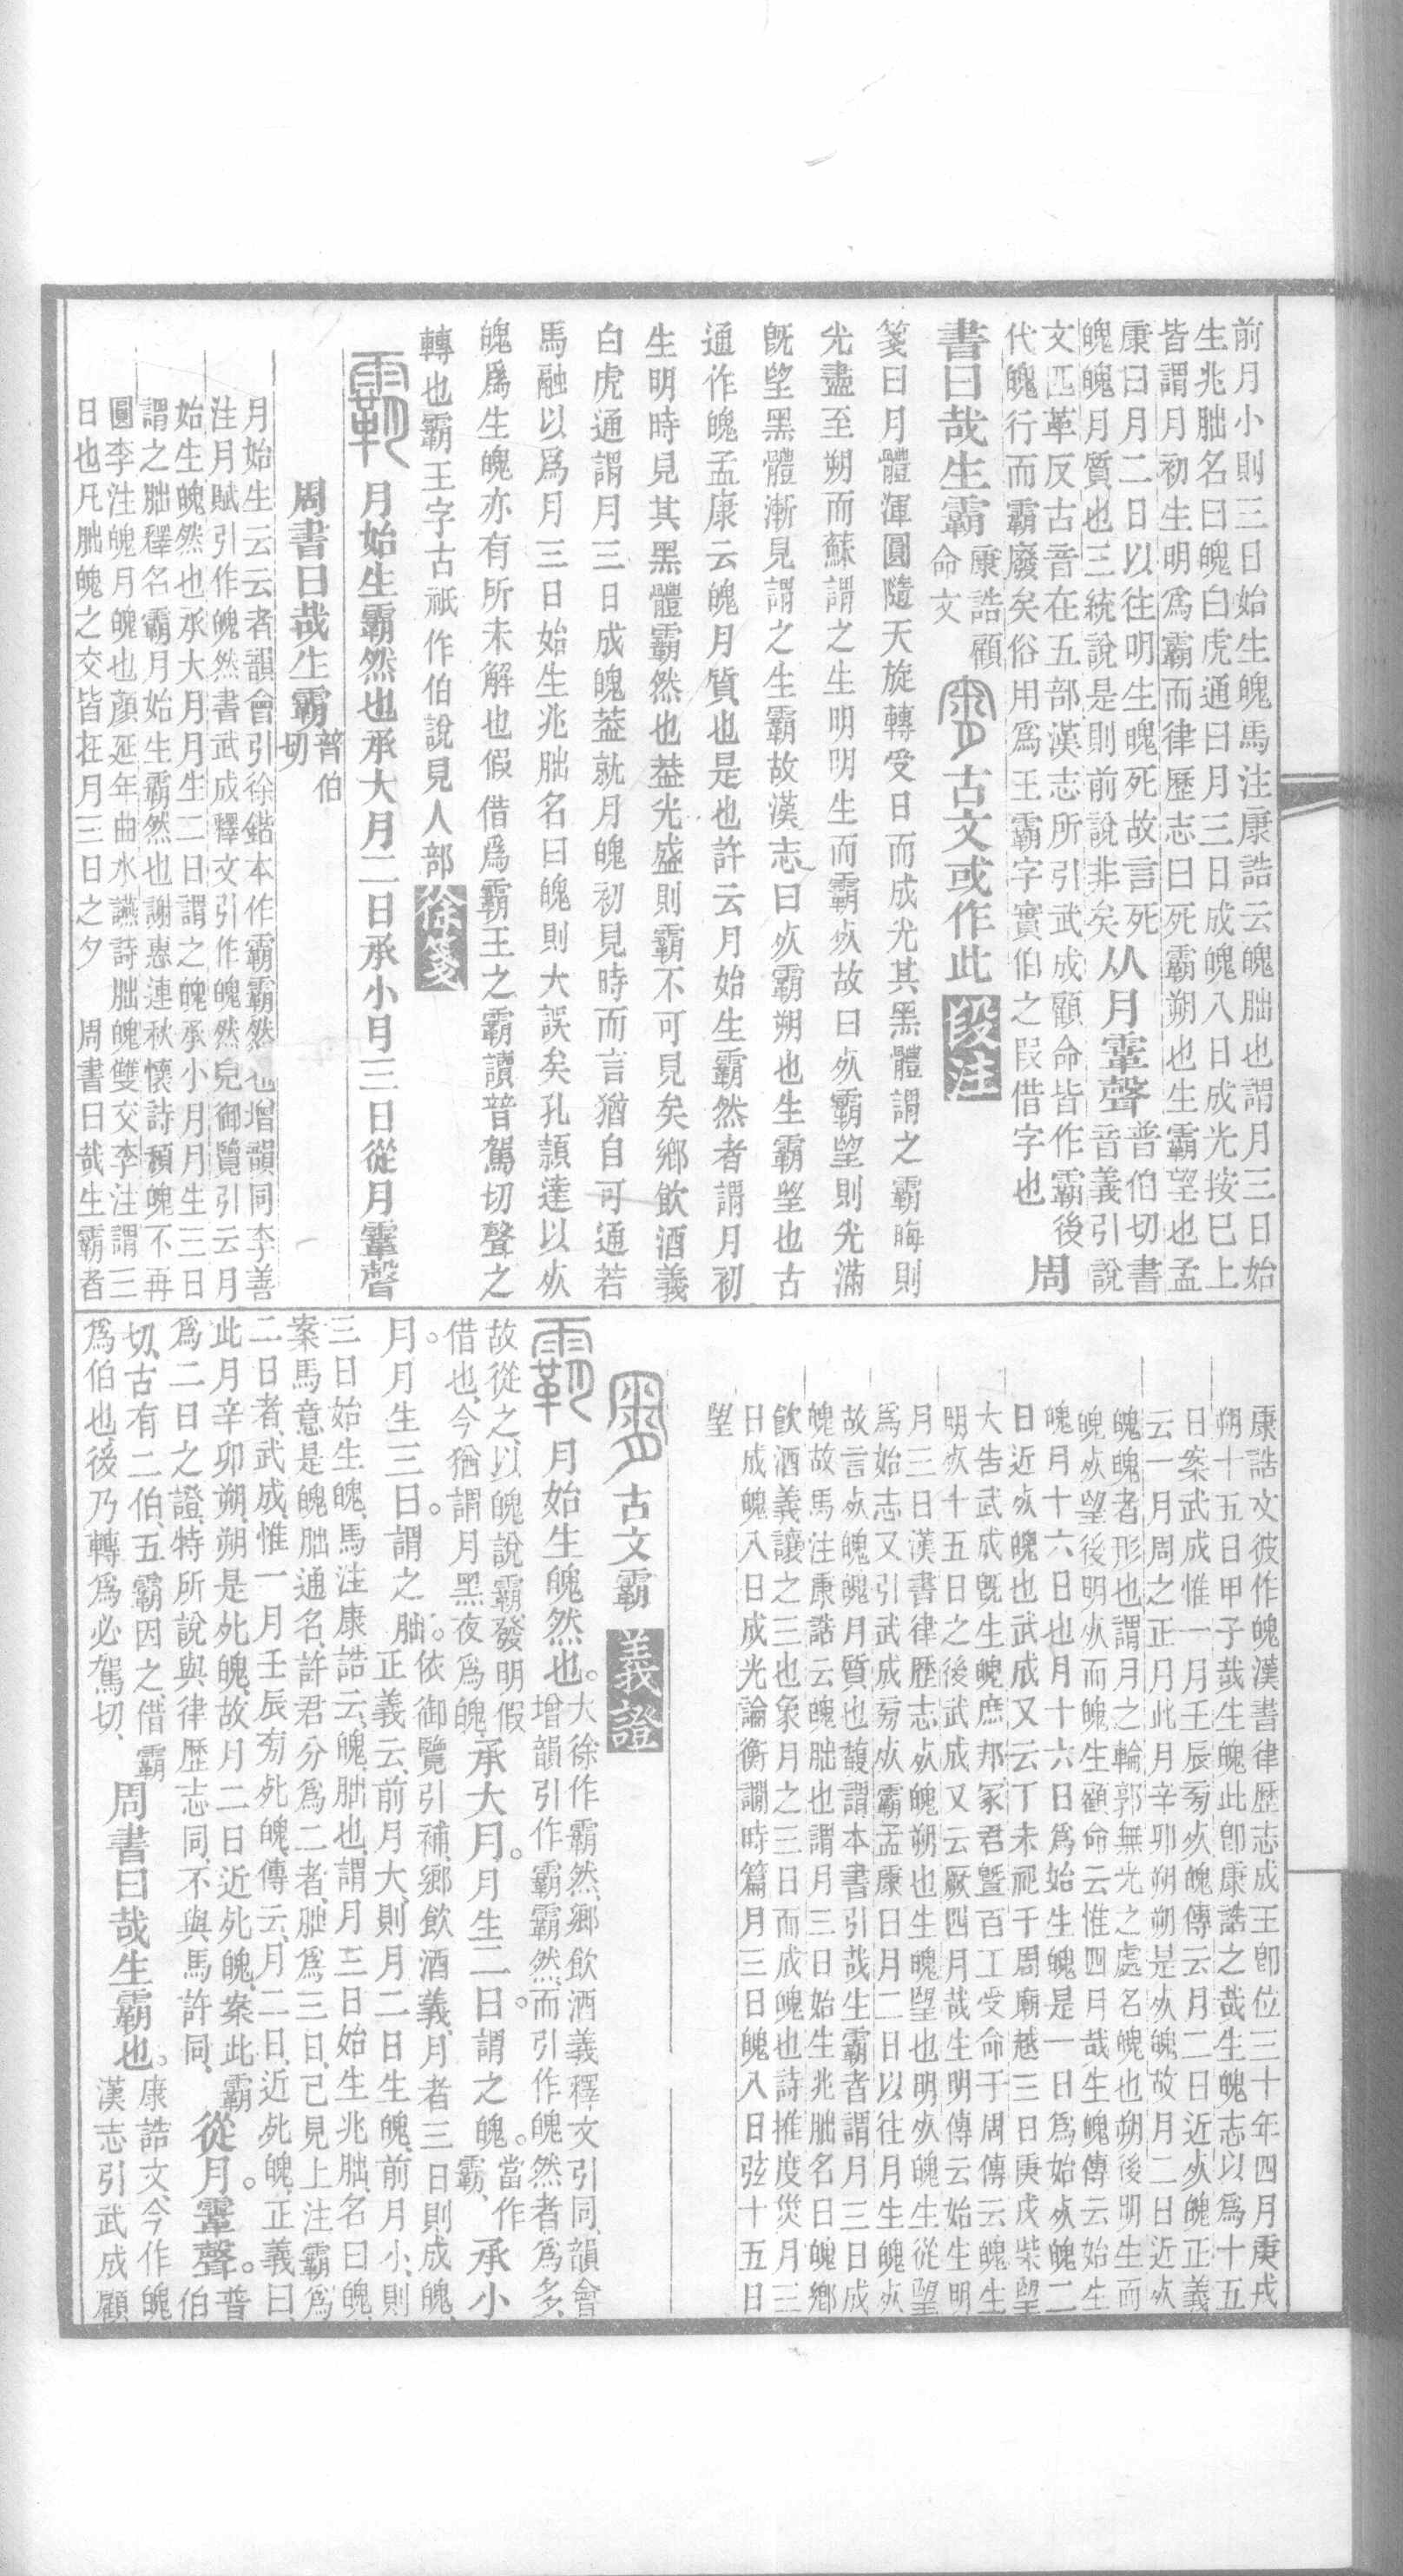 前月小則三日始生魄馬注康誥云魄朏也謂月三日始
生兆朏名曰魄白虎通曰月三日成魄八日成光按已上
皆謂月初生明爲霸而律歷志曰死霸朔也生霸望也孟
康曰月二日以往明生魄死故言死
魄魄月質也三統說是則前說非矣
从月䨣聲
普伯切書
音義引說
文匹革反古音在五部漢志所引武成顧命皆作霸後
代魄行而霸廢矣俗用爲王霸字實伯之叚借字也
周
書曰哉生霸
康誥顧
命文
古文或作此
段注
箋曰月體渾圓隨天旋轉受日而成光其黑體謂之霸晦則
光盡至朔而蘇謂之生明明生而霸𣦸故曰𣦸霸望則光滿
旣望黑體漸見謂之生霸故漢志曰𣦸霸朔也生霸望也古
通作魄孟康云魄月質也是也許云月始生霸然者謂月初
生明時見其黑體霸然也葢光盛則霸不可見矣鄉飲酒義
白虎通謂月三日成魄葢就月魄初見時而言猶自可通若
馬融以爲月三日始生兆朏名曰魄則大誤矣孔穎達以𣦸
魄爲生魄亦有所未解也假借爲霸王之霸讀普駕切聲之
轉也霸王字古祇作伯說見人部
徐箋
霸
月始生霸然也承大月二日承小月三日從月䨣聲
周書曰哉生霸
普伯
切
月始生云云者韻會引徐鍇本作霸霸然也增韻同李善
注月賦引作魄然書武成釋文引作魄然皃御覽引云月
始生魄然也承大月月生二日謂之魄承小月月生三日
謂之朏釋名霸月始生霸然也謝惠連秋懷詩頹魄不再
圓李注魄月魄也顏延年曲水讌詩朏魄雙交李注謂三
日也凡朏魄之交皆在月三日之夕 周書曰哉生霸者
康誥文彼作魄漢書律歷志成王卽位三十年四月庚戌
朔十五日甲子哉生魄此卽康誥之哉生魄志以爲十五
日案武成惟一月壬辰㫄𣦸魄傳云月二日近𣦸魄正義
云一月周之正月此月辛卯朔朔是𣦸魄故月二日近𣦸
魄魄者形也謂月之輪郭無光之處名魄也朔後明生而
魄𣦸望後明𣦸而魄生顧命云惟四月哉生魄傳云始生
魄月十六日也月十六日爲始生魄是一日爲始𣦸魄二
日近𣦸魄也武成又云丁未祀于周廟越三日庚戌柴望
大告武成旣生魄庶邦冢君曁百工受命于周傳云魄生
明𣦸十五日之後武成又云厥四月哉生明傳云始生明
月三日漢書律歷志𣦸魄朔也生魄望也明𣦸魄生從望
爲始志又引武成㫄𣦸霸孟康曰月二日以往月生魄𣦸
故言𣦸魄魄月質也馥謂本書引哉生霸者謂月三日成
魄故馬注康誥云魄朏也謂月三日始生兆朏名曰魄鄉
飲酒義讓之三也象月之三日而成魄也詩推度災月三
日成魄八日成光論衡讕時篇月三日魄八日弦十五日
望
古文霸
義證
霸
月始生魄然也。
大徐作霸然鄉飲酒義釋文引同韻會
增韻引作霸霸然而引作魄然者爲多、
故從之、以魄說霸、發明假
借也、今猶謂月黑夜爲魄
承大月。
月生二日。謂之魄。
當作
霸、
承小
月。
月生三日。謂之朏。
依御覽引補、鄉飲酒義、月者三日則成魄、
正義云、前月大、則月二日生魄、前月小、則
三日始生魄、馬注康誥云、魄、朏也、謂月三日始生兆朏、名曰魄、
案馬意是魄朏通名、許君分爲二者、朏爲三日、已見上注、霸爲
二日者、武成、惟一月壬辰㫄死魄、傳云、月二日、近死魄、正義曰、
此月辛卯朔、朔是死魄、故月二日近死魄、案此霸
爲二日之證、特所說與律歷志同、不與馬許同、
從月。䨣聲。
普伯
切、古有二伯、五霸因之、借霸
爲伯也、後乃轉爲必駕切、
周書曰哉生霸也。
康誥文、今作魄
漢志引武成顧